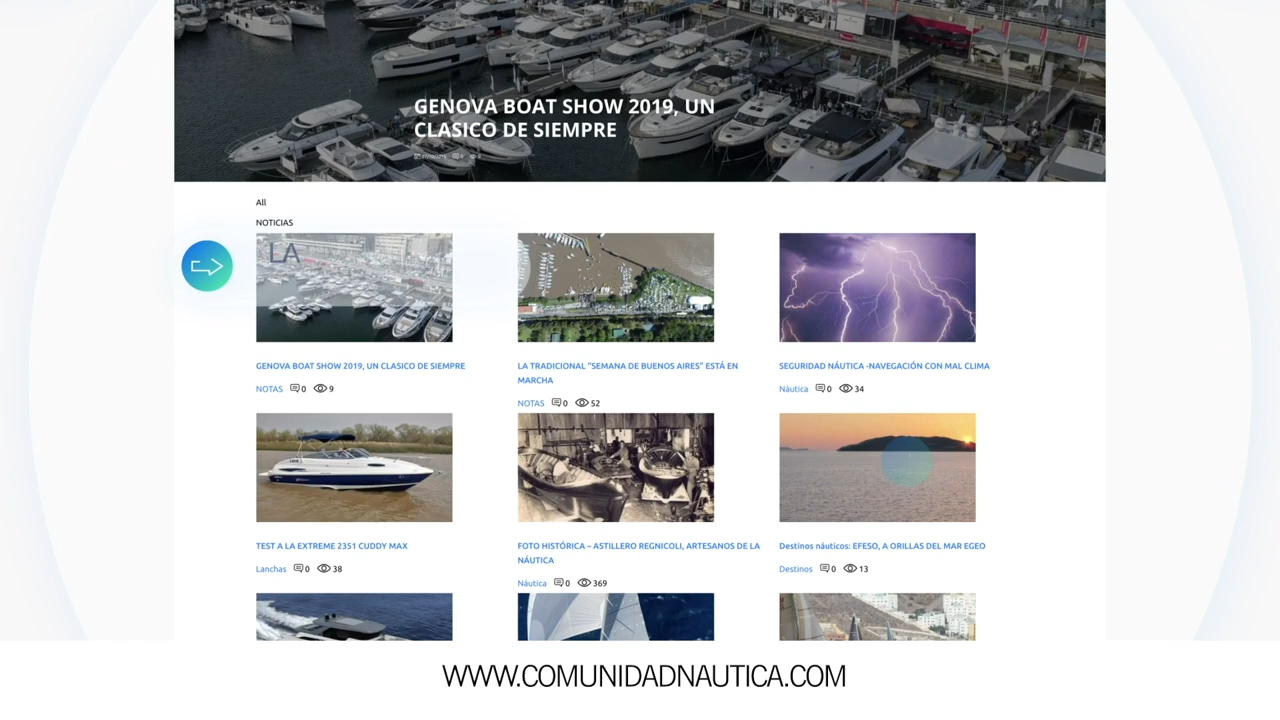 GENOVA BOAT SHOW 2019, UN
CLASICO DE SIEMPRE
All
NOTICIAS
LA
GENOVA BOAT SHOW 2019, UN CLASICO DE SIEMPRE
NOTAS 0 9
LA TRADICIONAL "SEMANA DE BUENOS AIRES" ESTÁ EN
MARCHA
NOTAS 0 52
SEGURIDAD NÁUTICA -NAVEGACIÓN CON MAL CLIMA
Náutica 0 34
TEST A LA EXTREME 2351 CUDDY MAX
Lanchas 0 38
FOTO HISTÓRICA – ASTILLERO REGNICOLI, ARTESANOS DE LA
NÁUTICA
Náutica 0 369
Destinos náuticos: EFESO, A ORILLAS DEL MAR EGEO
Destinos 0 13
WWW.COMUNIDADNAUTICA.COM